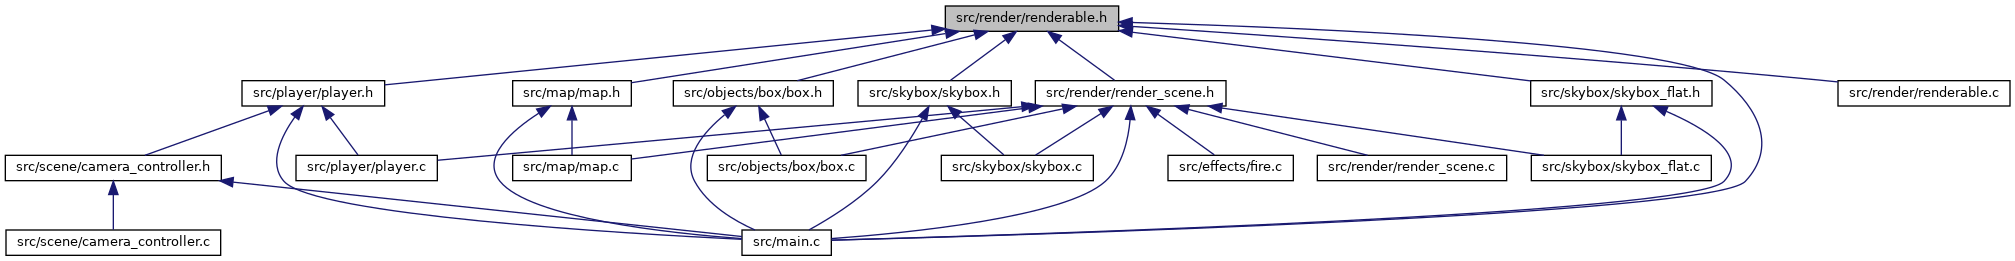 src/render/renderable.h
src/player/player.h
src/map/map.h
src/objects/box/box.h
src/skybox/skybox.h
src/render/render_scene.h
src/skybox/skybox_flat.h
src/render/renderable.c
src/scene/camera_controller.h
src/player/player.c
src/map/map.c
src/objects/box/box.c
src/skybox/skybox.c
src/effects/fire.c
src/render/render_scene.c
src/skybox/skybox_flat.c
src/scene/camera_controller.c
src/main.c